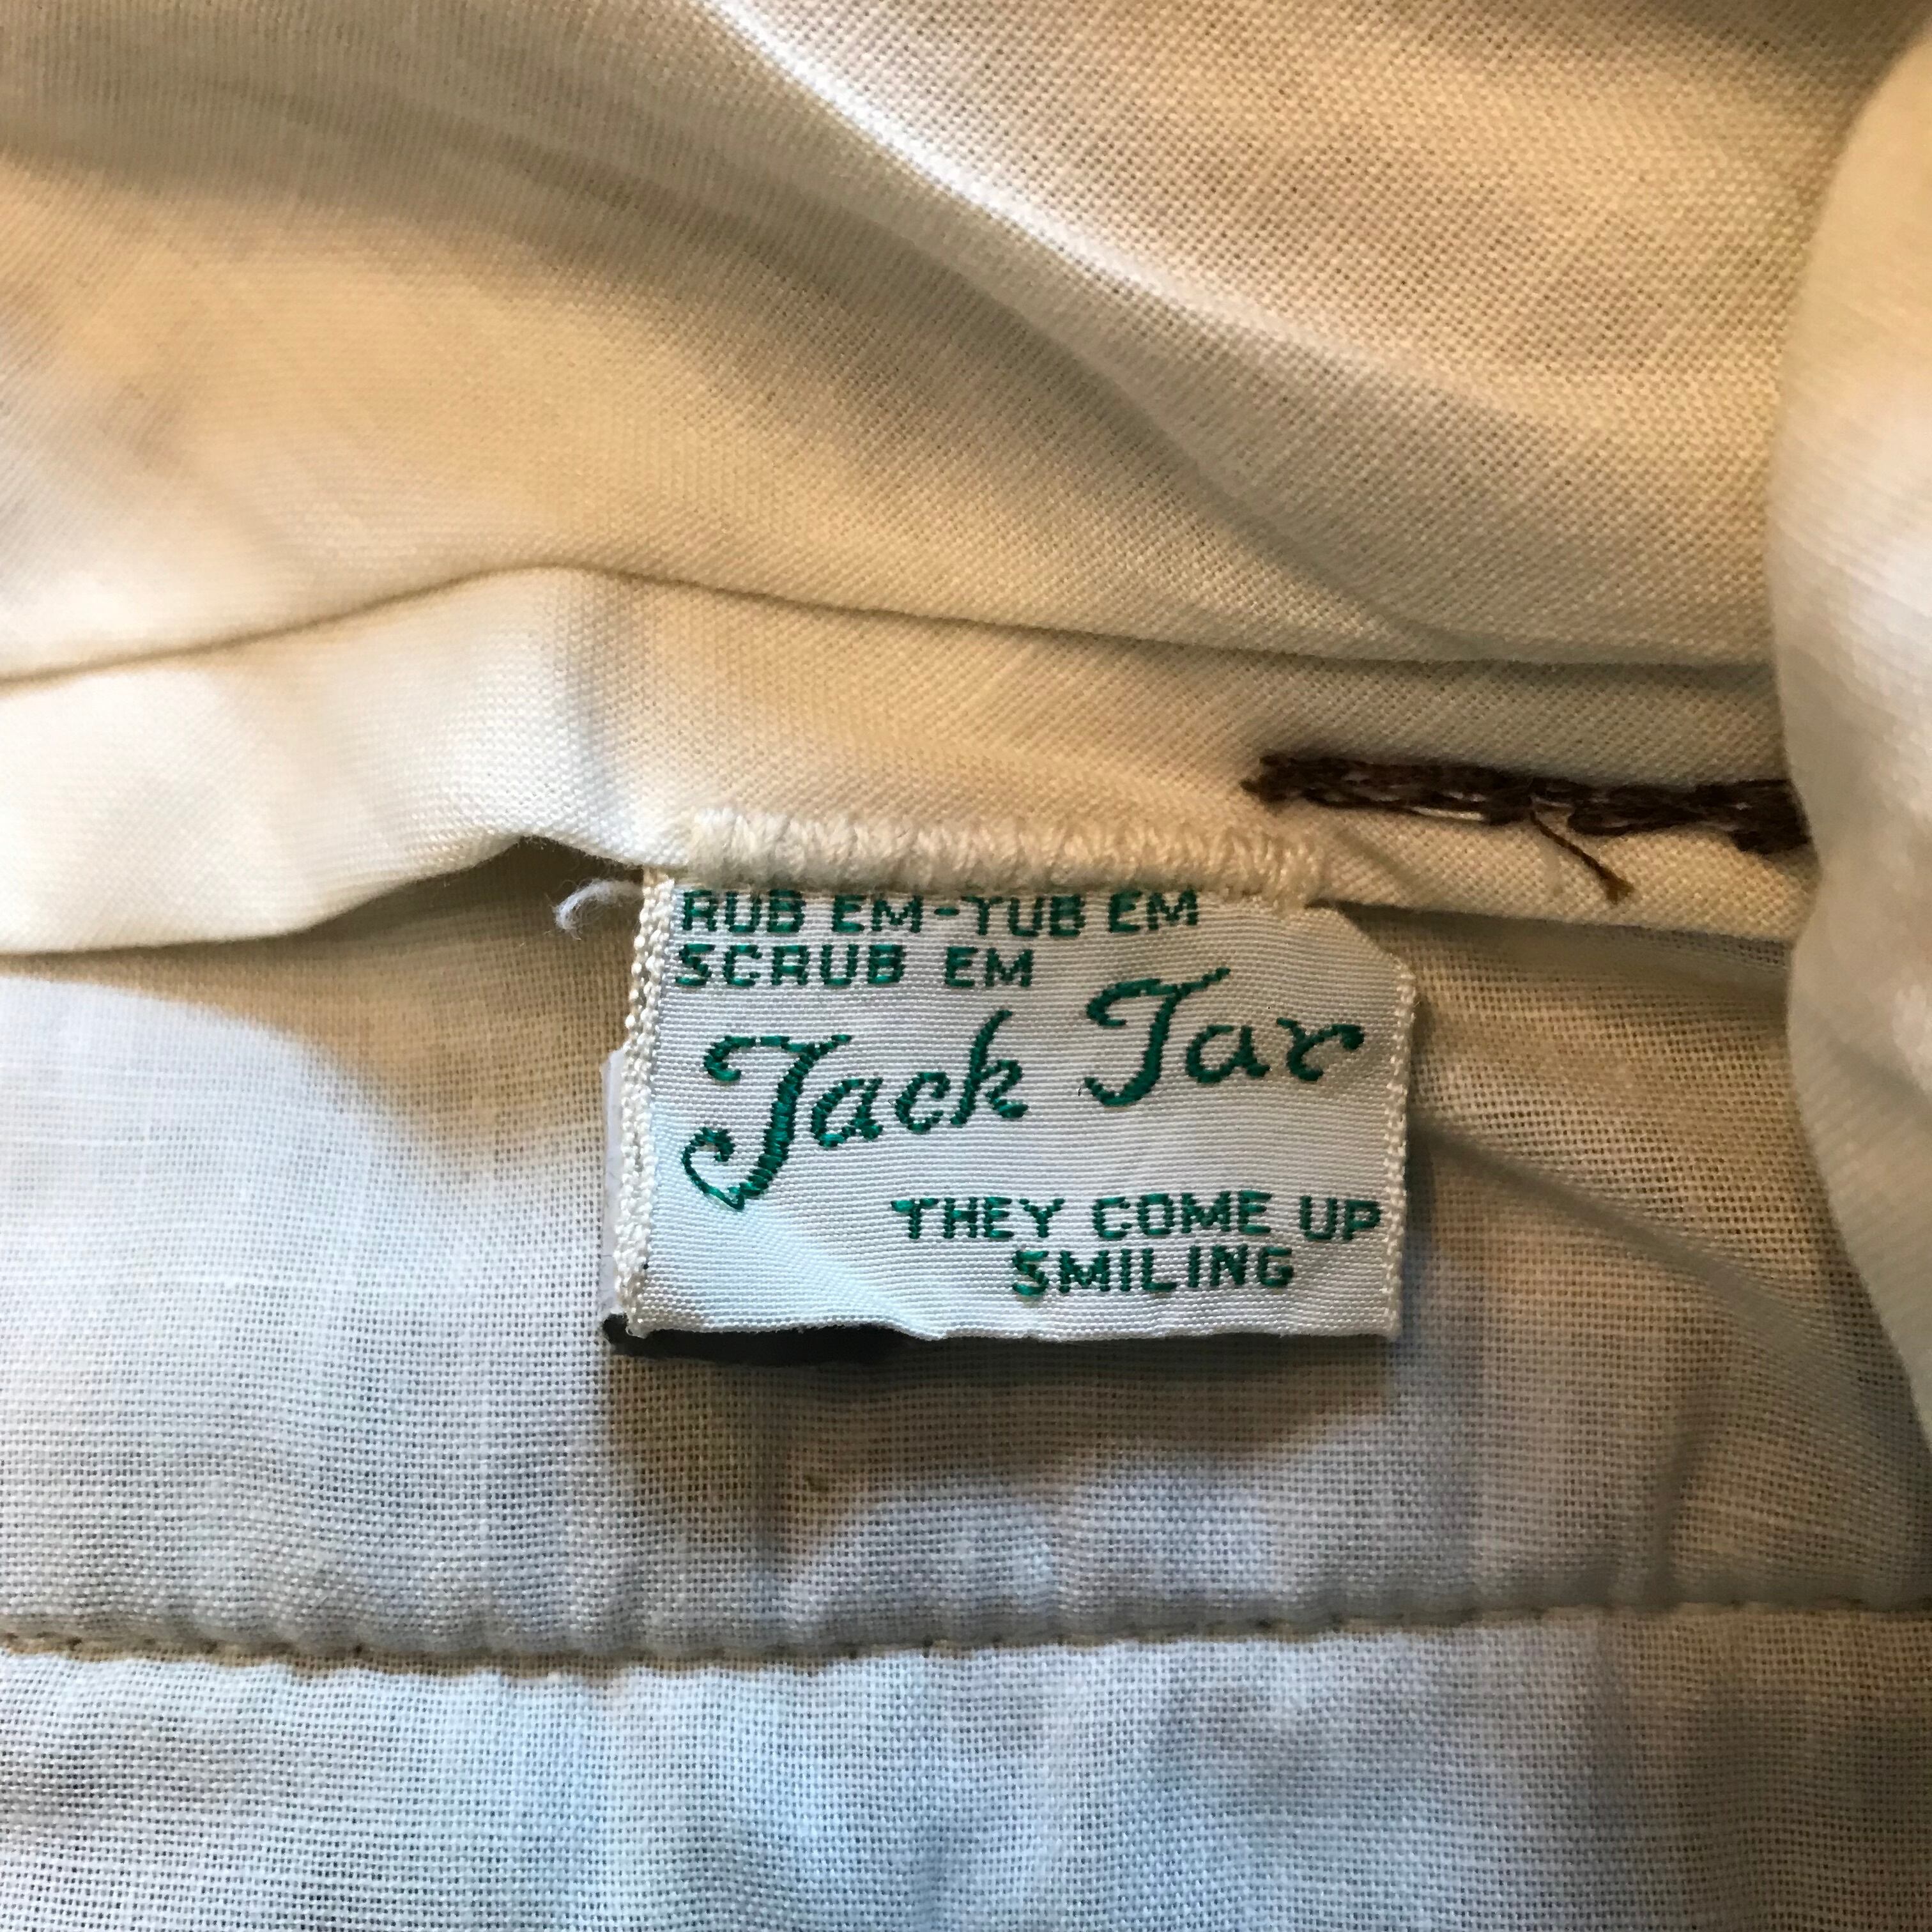 RUB EM-TUB EM
SCRUB EM
Jack Tar
THEY COME UP
SMILING